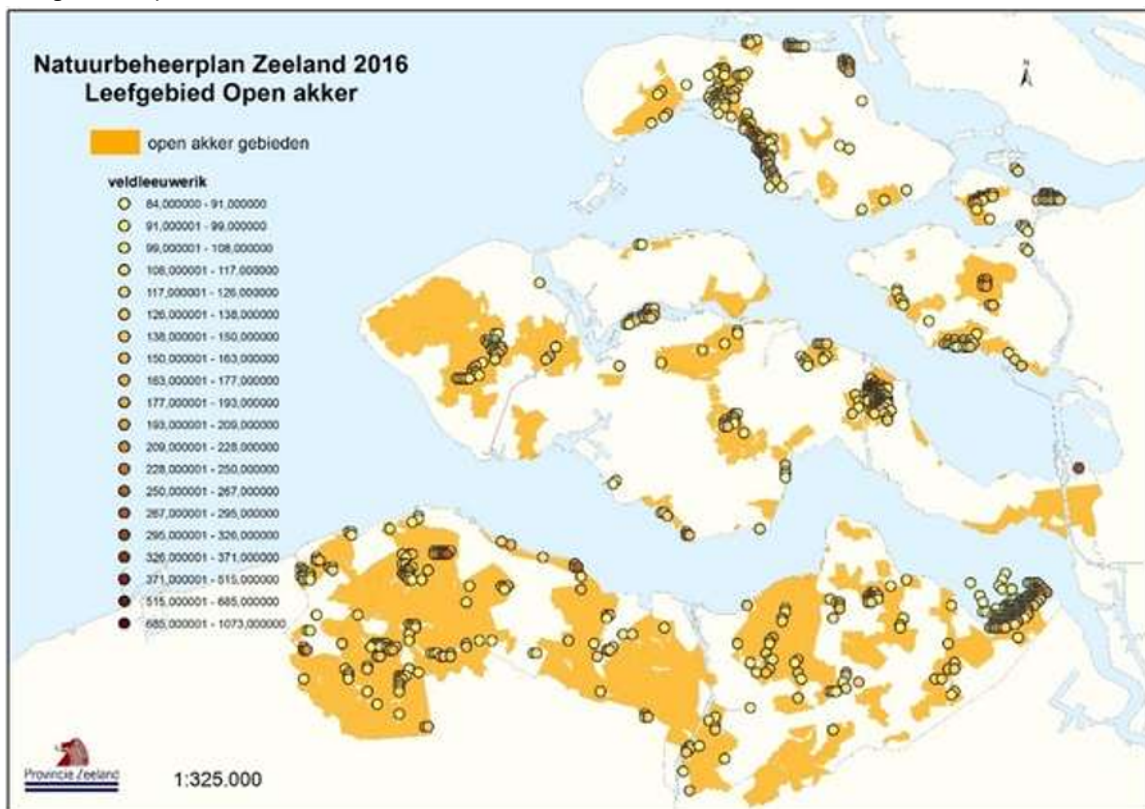 Natuurbeheerplan Zeeland 2016
Leefgebied Open akker
open akker gebieden
veldleeuwerik
84,000000 - 91,000000
91,000001 - 99,000000
99,000001 - 108,000000
108,000001 - 117,000000
117,000001 - 126,000000
126,000001 - 138,000000
138,000001 - 150,000000
150,000001 - 163,000000
163,000001 - 177,000000
177,000001 - 193,000000
193,000001 - 209,000000
209,000001 - 228,000000
228,000001 - 250,000000
250,000001 - 267,000000
267,000001 - 295,000000
295,000001 - 326,000000
326,000001 - 371,000000
371,000001 - 515,000000
515,000001 - 685,000000
685,000001 - 1073,000000
N
Provincie Zeeland
1:325.000